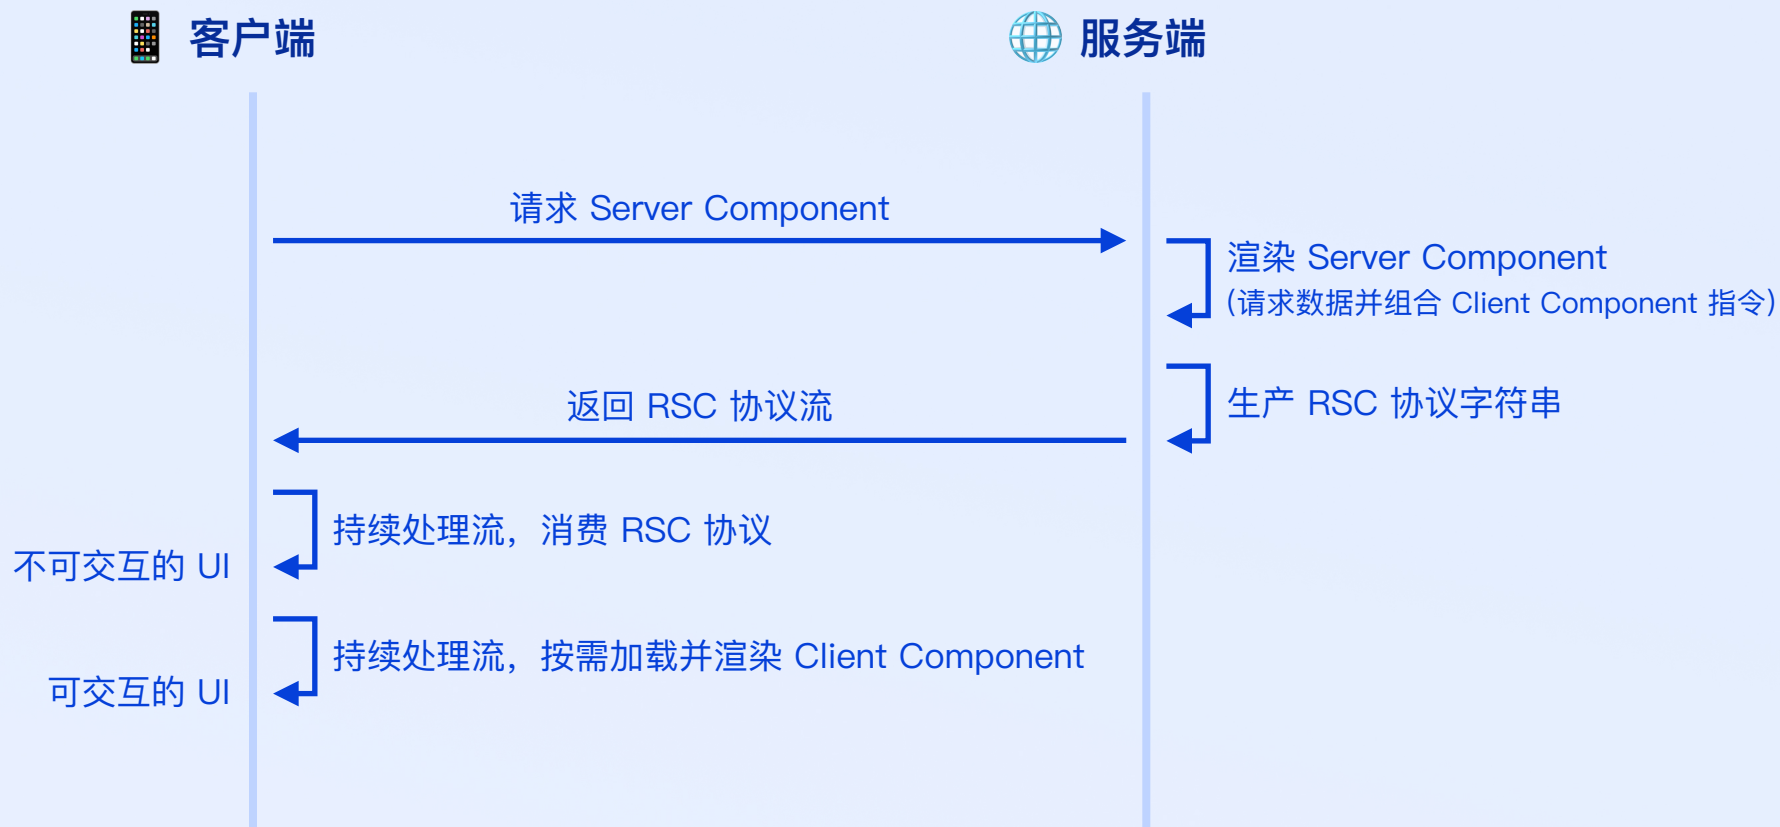 客户端
服务端
请求 Server Component
渲染 Server Component
(请求数据并组合 Client Component 指令)
返回 RSC 协议流
生产 RSC 协议字符串
持续处理流，消费 RSC 协议
不可交互的 UI
持续处理流，按需加载并渲染 Client Component
可交互的 UI